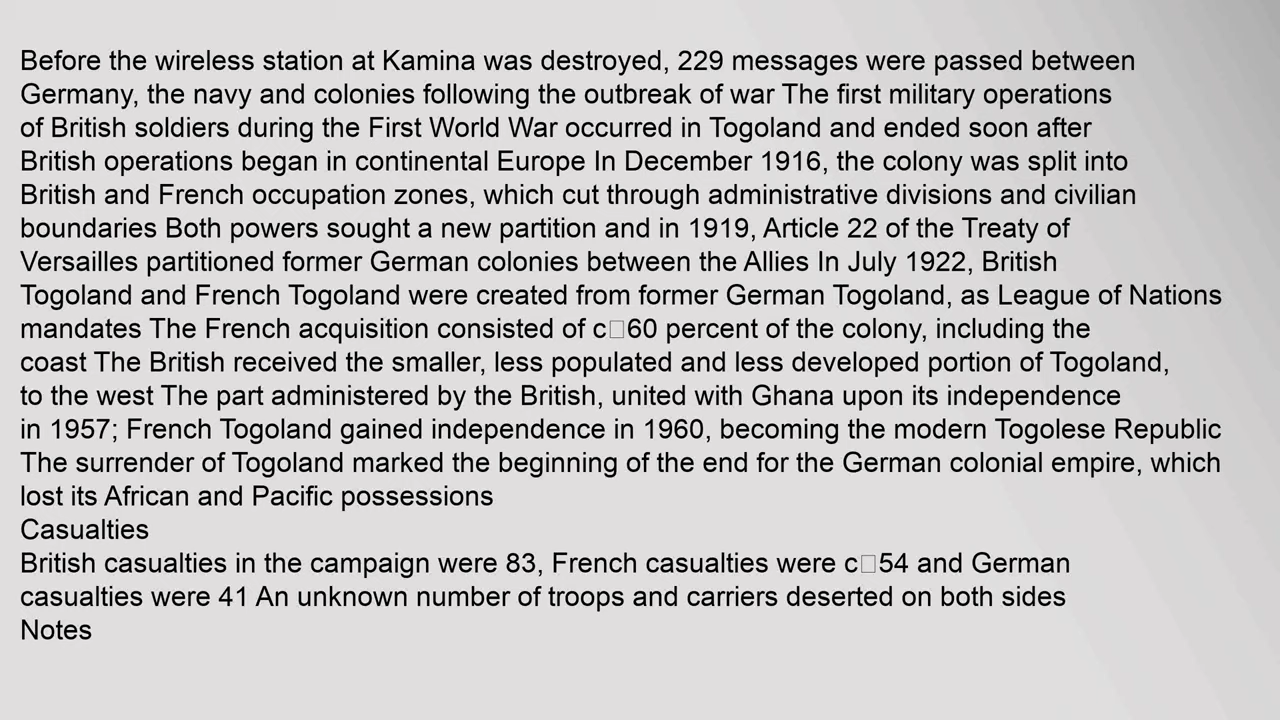 Before the wireless station at Kamina was destroyed, 229 messages were passed between
Germany, the navy and colonies following the outbreak of war The first military operations
of British soldiers during the First World War occurred in Togoland and ended soon after
British operations began in continental Europe In December 1916, the colony was split into
British and French occupation zones, which cut through administrative divisions and civilian
boundaries Both powers sought a new partition and in 1919, Article 22 of the Treaty of
Versailles partitioned former German colonies between the Allies In July 1922, British
Togoland and French Togoland were created from former German Togoland, as League of Nations
mandates The French acquisition consisted of c□60 percent of the colony, including the
coast The British received the smaller, less populated and less developed portion of Togoland,
to the west The part administered by the British, united with Ghana upon its independence
in 1957; French Togoland gained independence in 1960, becoming the modern Togolese Republic
The surrender of Togoland marked the beginning of the end for the German colonial empire, which
lost its African and Pacific possessions
Casualties
British casualties in the campaign were 83, French casualties were c□54 and German
casualties were 41 An unknown number of troops and carriers deserted on both sides
Notes